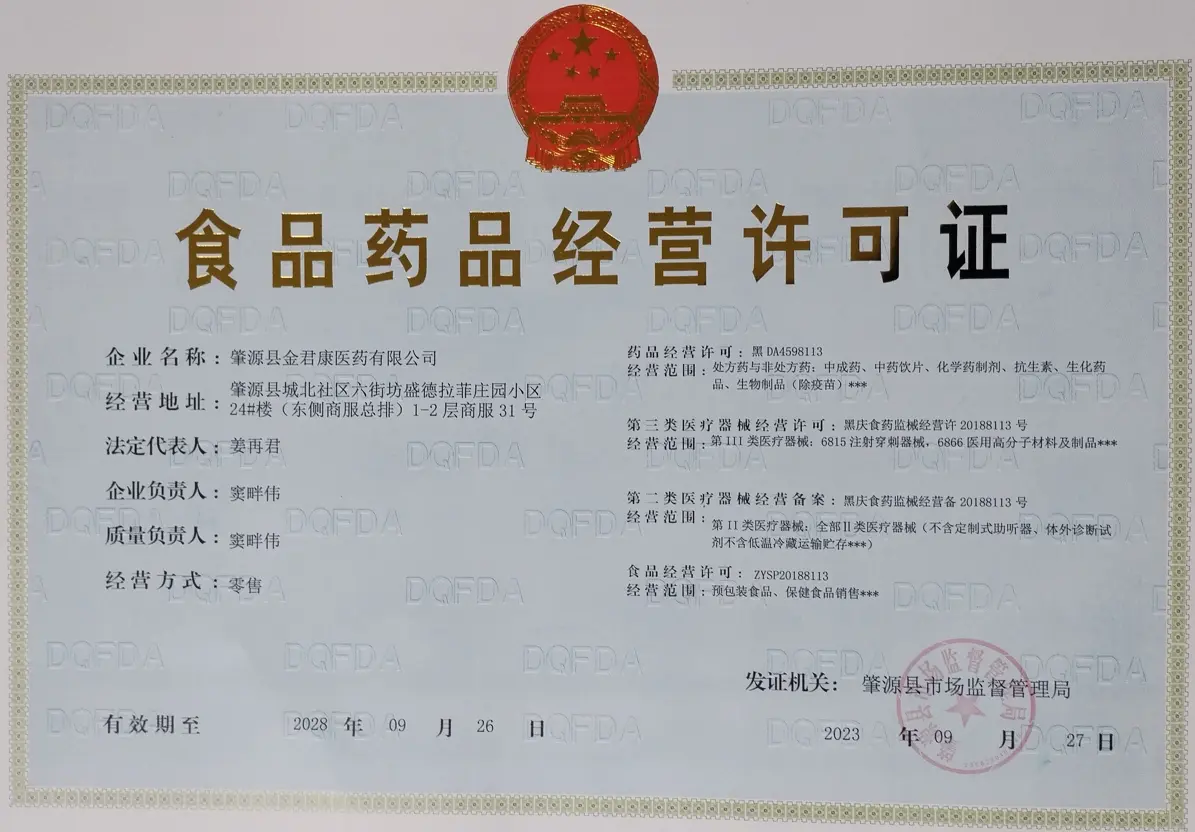 食品药品经营许可证
企业名称：肇源县金君康医药有限公司
经营地址：肇源县城北社区六街坊盛德拉菲庄园小区
24#楼（东侧商服总排）1-2层商服31号
法定代表人：姜再君
企业负责人：窦畔伟
质量负责人：窦畔伟
经营方式：零售
有效期至 2028 年 09 月 26 日
药品经营许可：黑DA4598113
经营范围：处方药与非处方药：中成药、中药饮片、化学药制剂、抗生素、生化药
品、生物制品（除疫苗）***
第三类医疗器械经营许可：黑庆食药监械经营许20188113号
经营范围：第III类医疗器械：6815注射穿刺器械，6866医用高分子材料及制品***
第二类医疗器械经营备案：黑庆食药监械经营备20188113号
经营范围：第II类医疗器械：全部II类医疗器械（不含定制式助听器、体外诊断试
剂不含低温冷藏运输贮存***）
食品经营许可：ZYSP20188113
经营范围：预包装食品、保健食品销售***
发证机关：肇源县市场监督管理局
2023 年 09 月 27 日
DQFDA